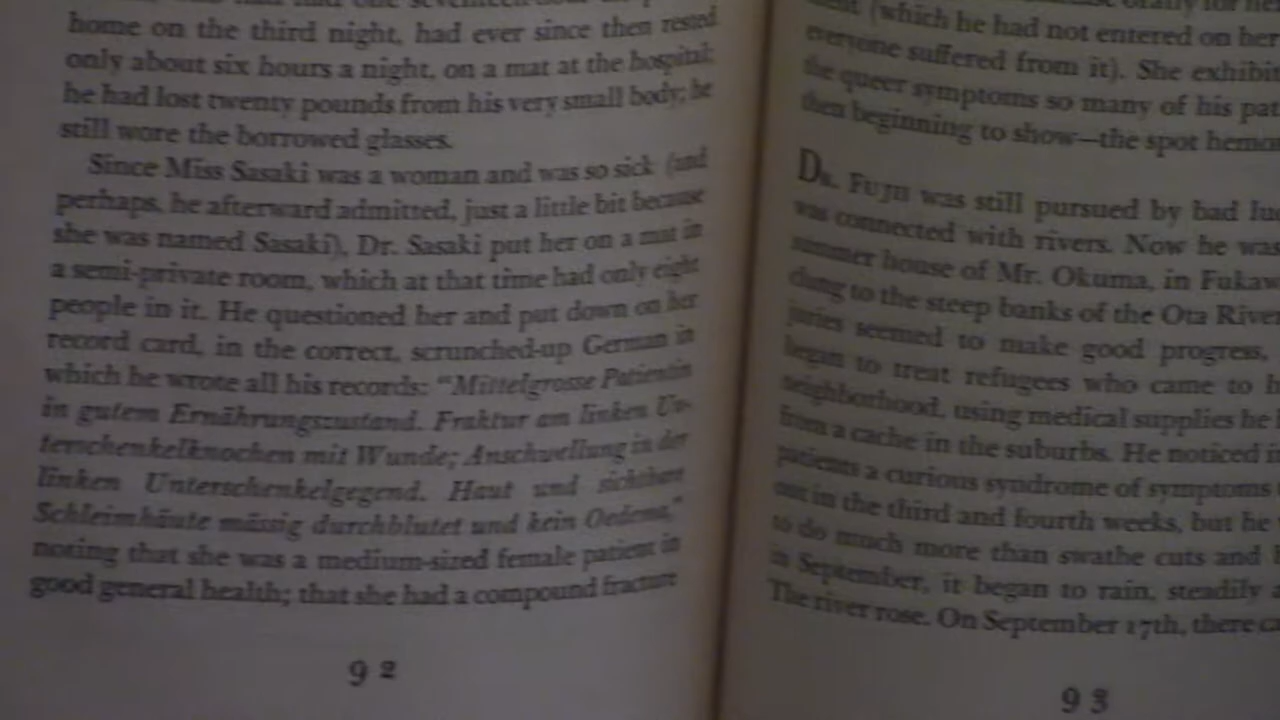 home on the third night, had ever since then rested
only about six hours a night, on a mat at the hospital;
he had lost twenty pounds from his very small body; he
still wore the borrowed glasses.
Since Miss Sasaki was a woman and was so sick (and
perhaps, he afterward admitted, just a little bit because
she was named Sasaki), Dr. Sasaki put her on a mat in
a semi-private room, which at that time had only eight
people in it. He questioned her and put down on her
record card, in the correct, scrunched-up German in
which he wrote all his records: "Mittelgrosse Patientin
in gutem Ernährungszustand. Fraktur am linken Un-
terschenkelknochen mit Wunde; Anschwellung in der
linken Unterschenkelgegend. Haut und sichtbare
Schleimhäute mässig durchblutet und kein Oedema,"
noting that she was a medium-sized female patient in
good general health; that she had a compound fracture
92
(which he had not entered on her
everyone suffered from it). She exhibit
the queer symptoms so many of his pat
then beginning to show—the spot hemo
Dr. Fujii was still pursued by bad lu
was connected with rivers. Now he was
summer house of Mr. Okuma, in Fukaw
clung to the steep banks of the Ota River
juries seemed to make good progress,
began to treat refugees who came to h
neighborhood, using medical supplies he
from a cache in the suburbs. He noticed i
patients a curious syndrome of symptoms
out in the third and fourth weeks, but he
to do much more than swathe cuts and
in September, it began to rain, steadily a
The river rose. On September 17th, there ca
93